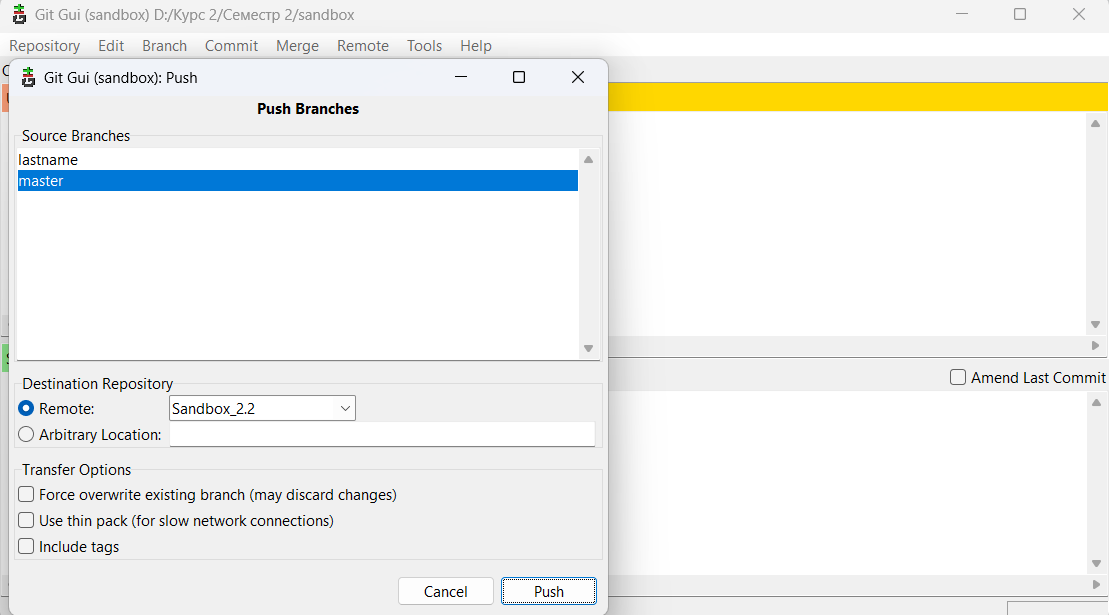 Git Gui (sandbox) D:/Курс 2/Семестр 2/sandbox
Repository Edit Branch Commit Merge Remote Tools Help
Git Gui (sandbox): Push
Push Branches
Source Branches
lastname
master
Destination Repository
Remote: Sandbox_2.2
Arbitrary Location:
Transfer Options
Force overwrite existing branch (may discard changes)
Use thin pack (for slow network connections)
Include tags
Cancel Push
Amend Last Commit